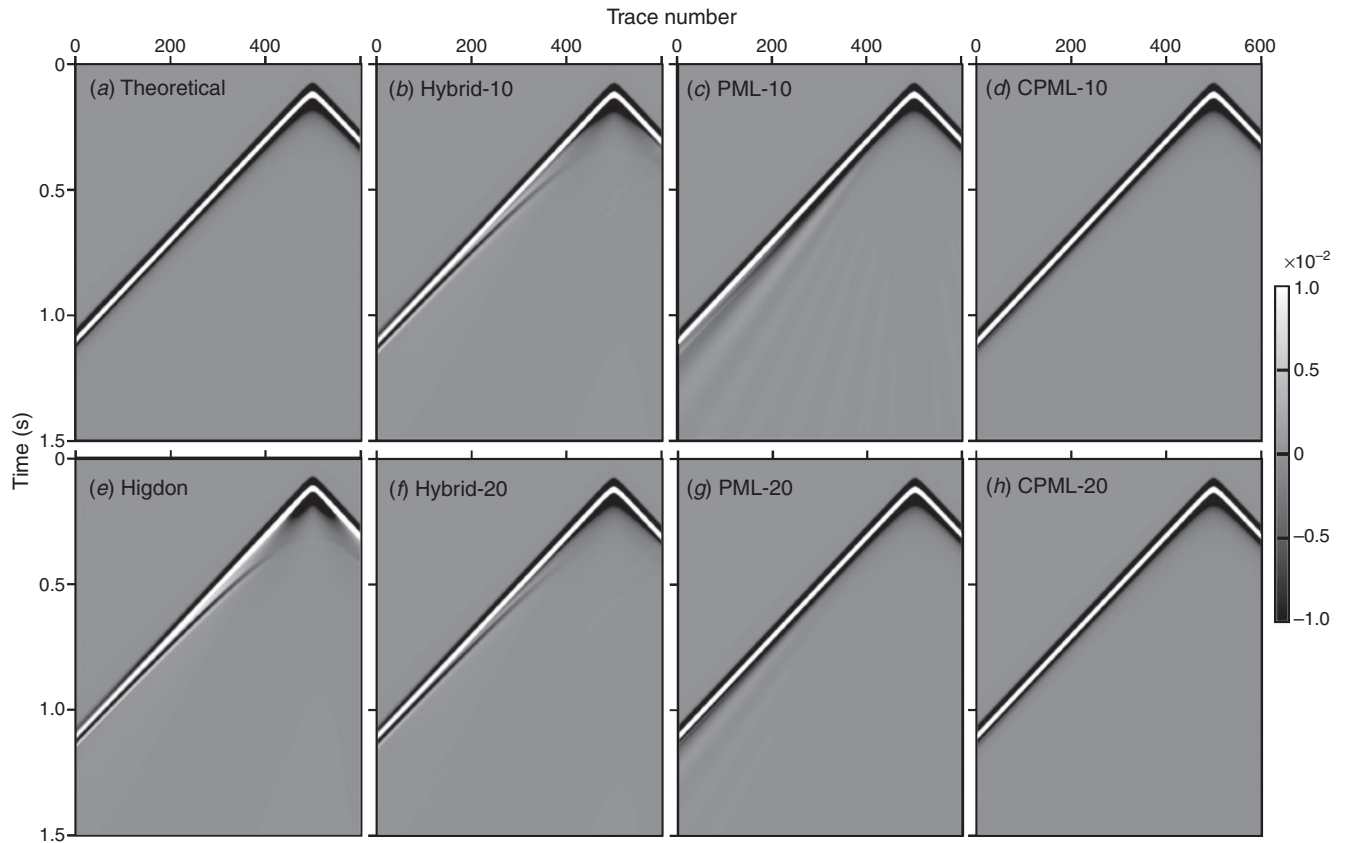 Trace number
0 200 400 0 200 400 0 200 400 0 200 400 600
(a) Theoretical (b) Hybrid-10 (c) PML-10 (d) CPML-10
0
0.5
1.0
1.5
Time (s)
(e) Higdon (f) Hybrid-20 (g) PML-20 (h) CPML-20
0
0.5
1.0
1.5
×10⁻²
1.0
0.5
0
−0.5
−1.0